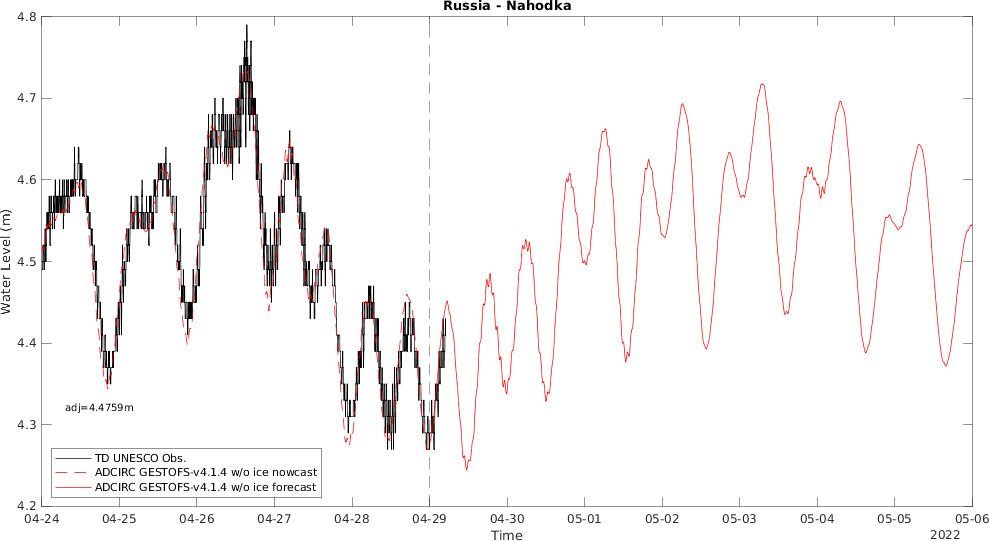 Russia - Nahodka
4.8
4.7
4.6
4.5
4.4
4.3
4.2
Water Level (m)
adj=4.4759m
TD UNESCO Obs.
ADCIRC GESTOFS-v4.1.4 w/o ice nowcast
ADCIRC GESTOFS-v4.1.4 w/o ice forecast
04-24 04-25 04-26 04-27 04-28 04-29 04-30 05-01 05-02 05-03 05-04 05-05 05-06
Time
2022